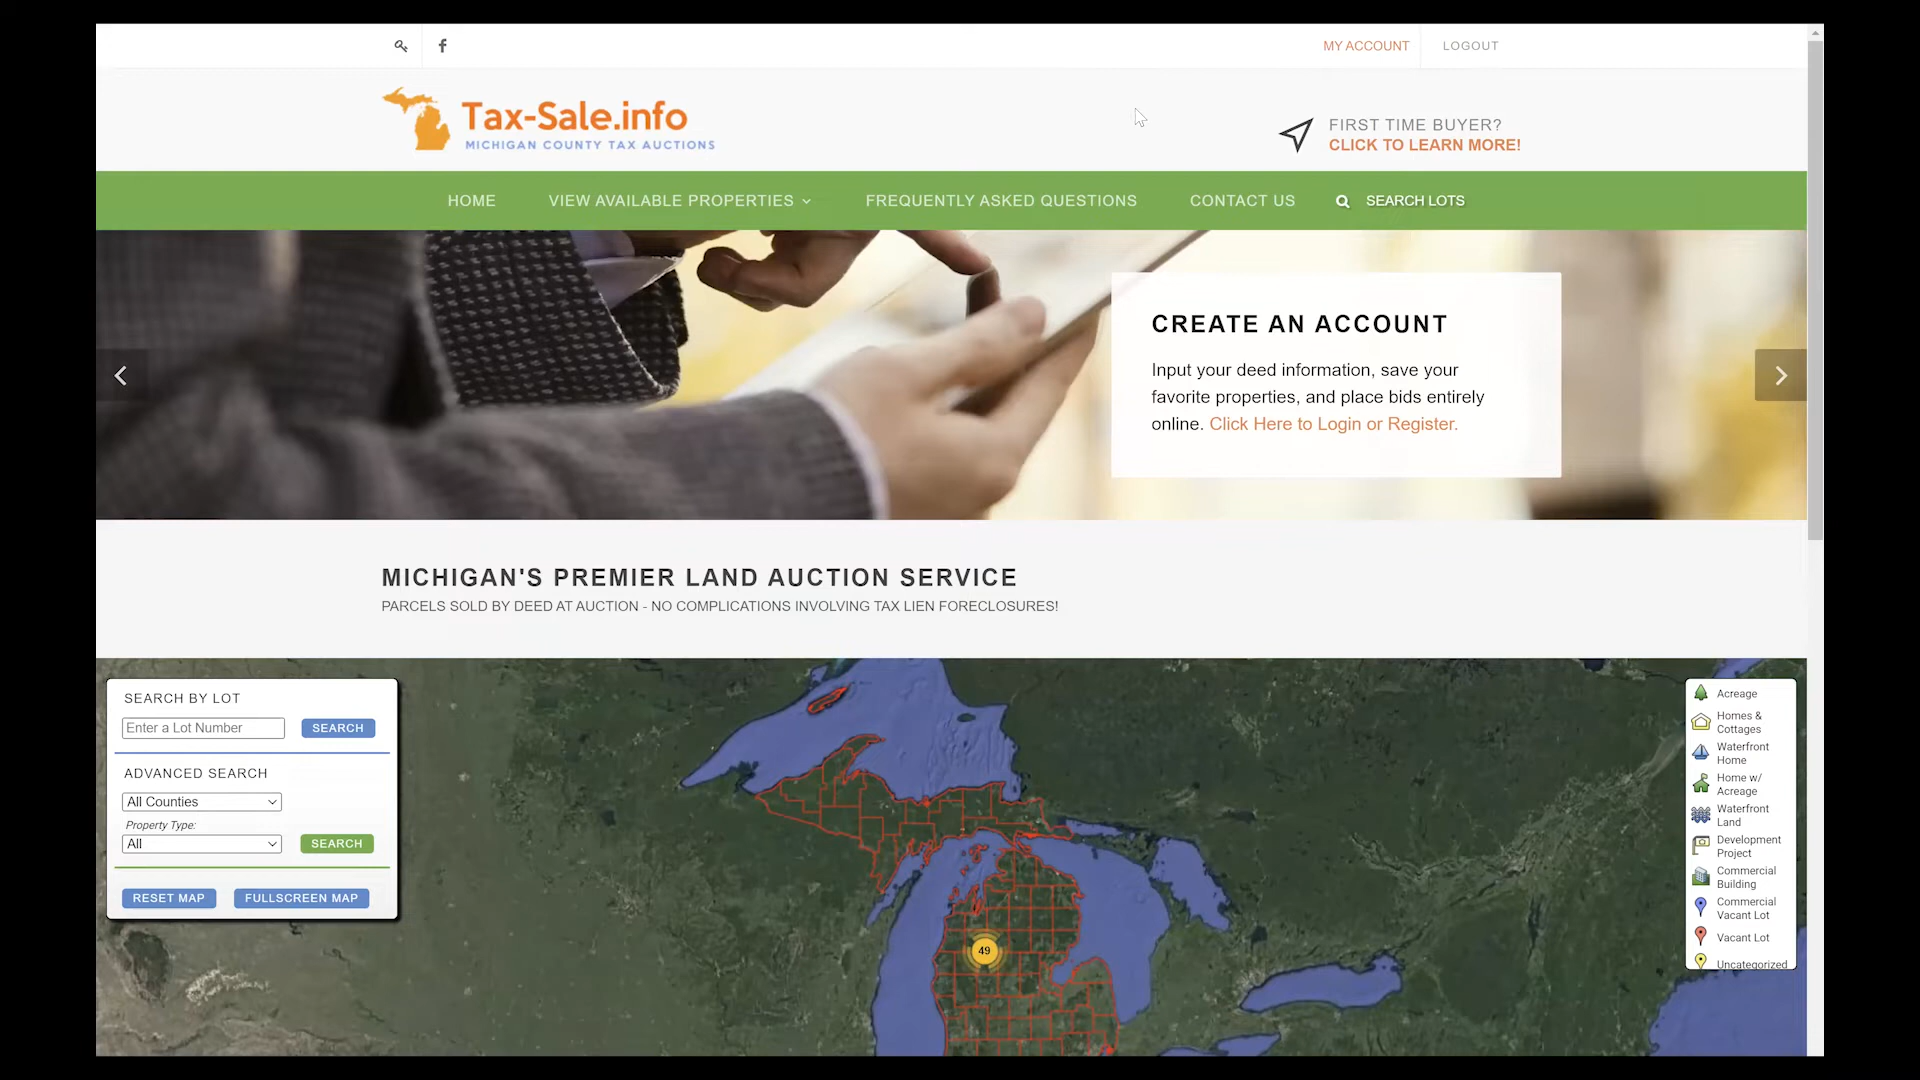 MY ACCOUNT
LOGOUT
Tax-Sale.info
MICHIGAN COUNTY TAX AUCTIONS
FIRST TIME BUYER?
CLICK TO LEARN MORE!
HOME
VIEW AVAILABLE PROPERTIES
FREQUENTLY ASKED QUESTIONS
CONTACT US
SEARCH LOTS
CREATE AN ACCOUNT
Input your deed information, save your
favorite properties, and place bids entirely
online. Click Here to Login or Register.
MICHIGAN'S PREMIER LAND AUCTION SERVICE
PARCELS SOLD BY DEED AT AUCTION - NO COMPLICATIONS INVOLVING TAX LIEN FORECLOSURES!
SEARCH BY LOT
Enter a Lot Number
SEARCH
ADVANCED SEARCH
All Counties
Property Type:
All
SEARCH
RESET MAP
FULLSCREEN MAP
49
Acreage
Homes &
Cottages
Waterfront
Home
Home w/
Acreage
Waterfront
Land
Development
Project
Commercial
Building
Commercial
Vacant Lot
Vacant Lot
Uncategorized